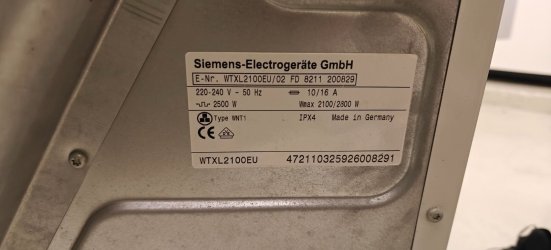 Siemens-Electrogeräte GmbH
E-Nr. WTXL2100EU/02 FD 8211 200829
220-240 V - 50 Hz 10/16 A
2500 W Wmax 2100/2800 W
Type WNT1 IPX4 Made in Germany
CE
WTXL2100EU 472110325926008291